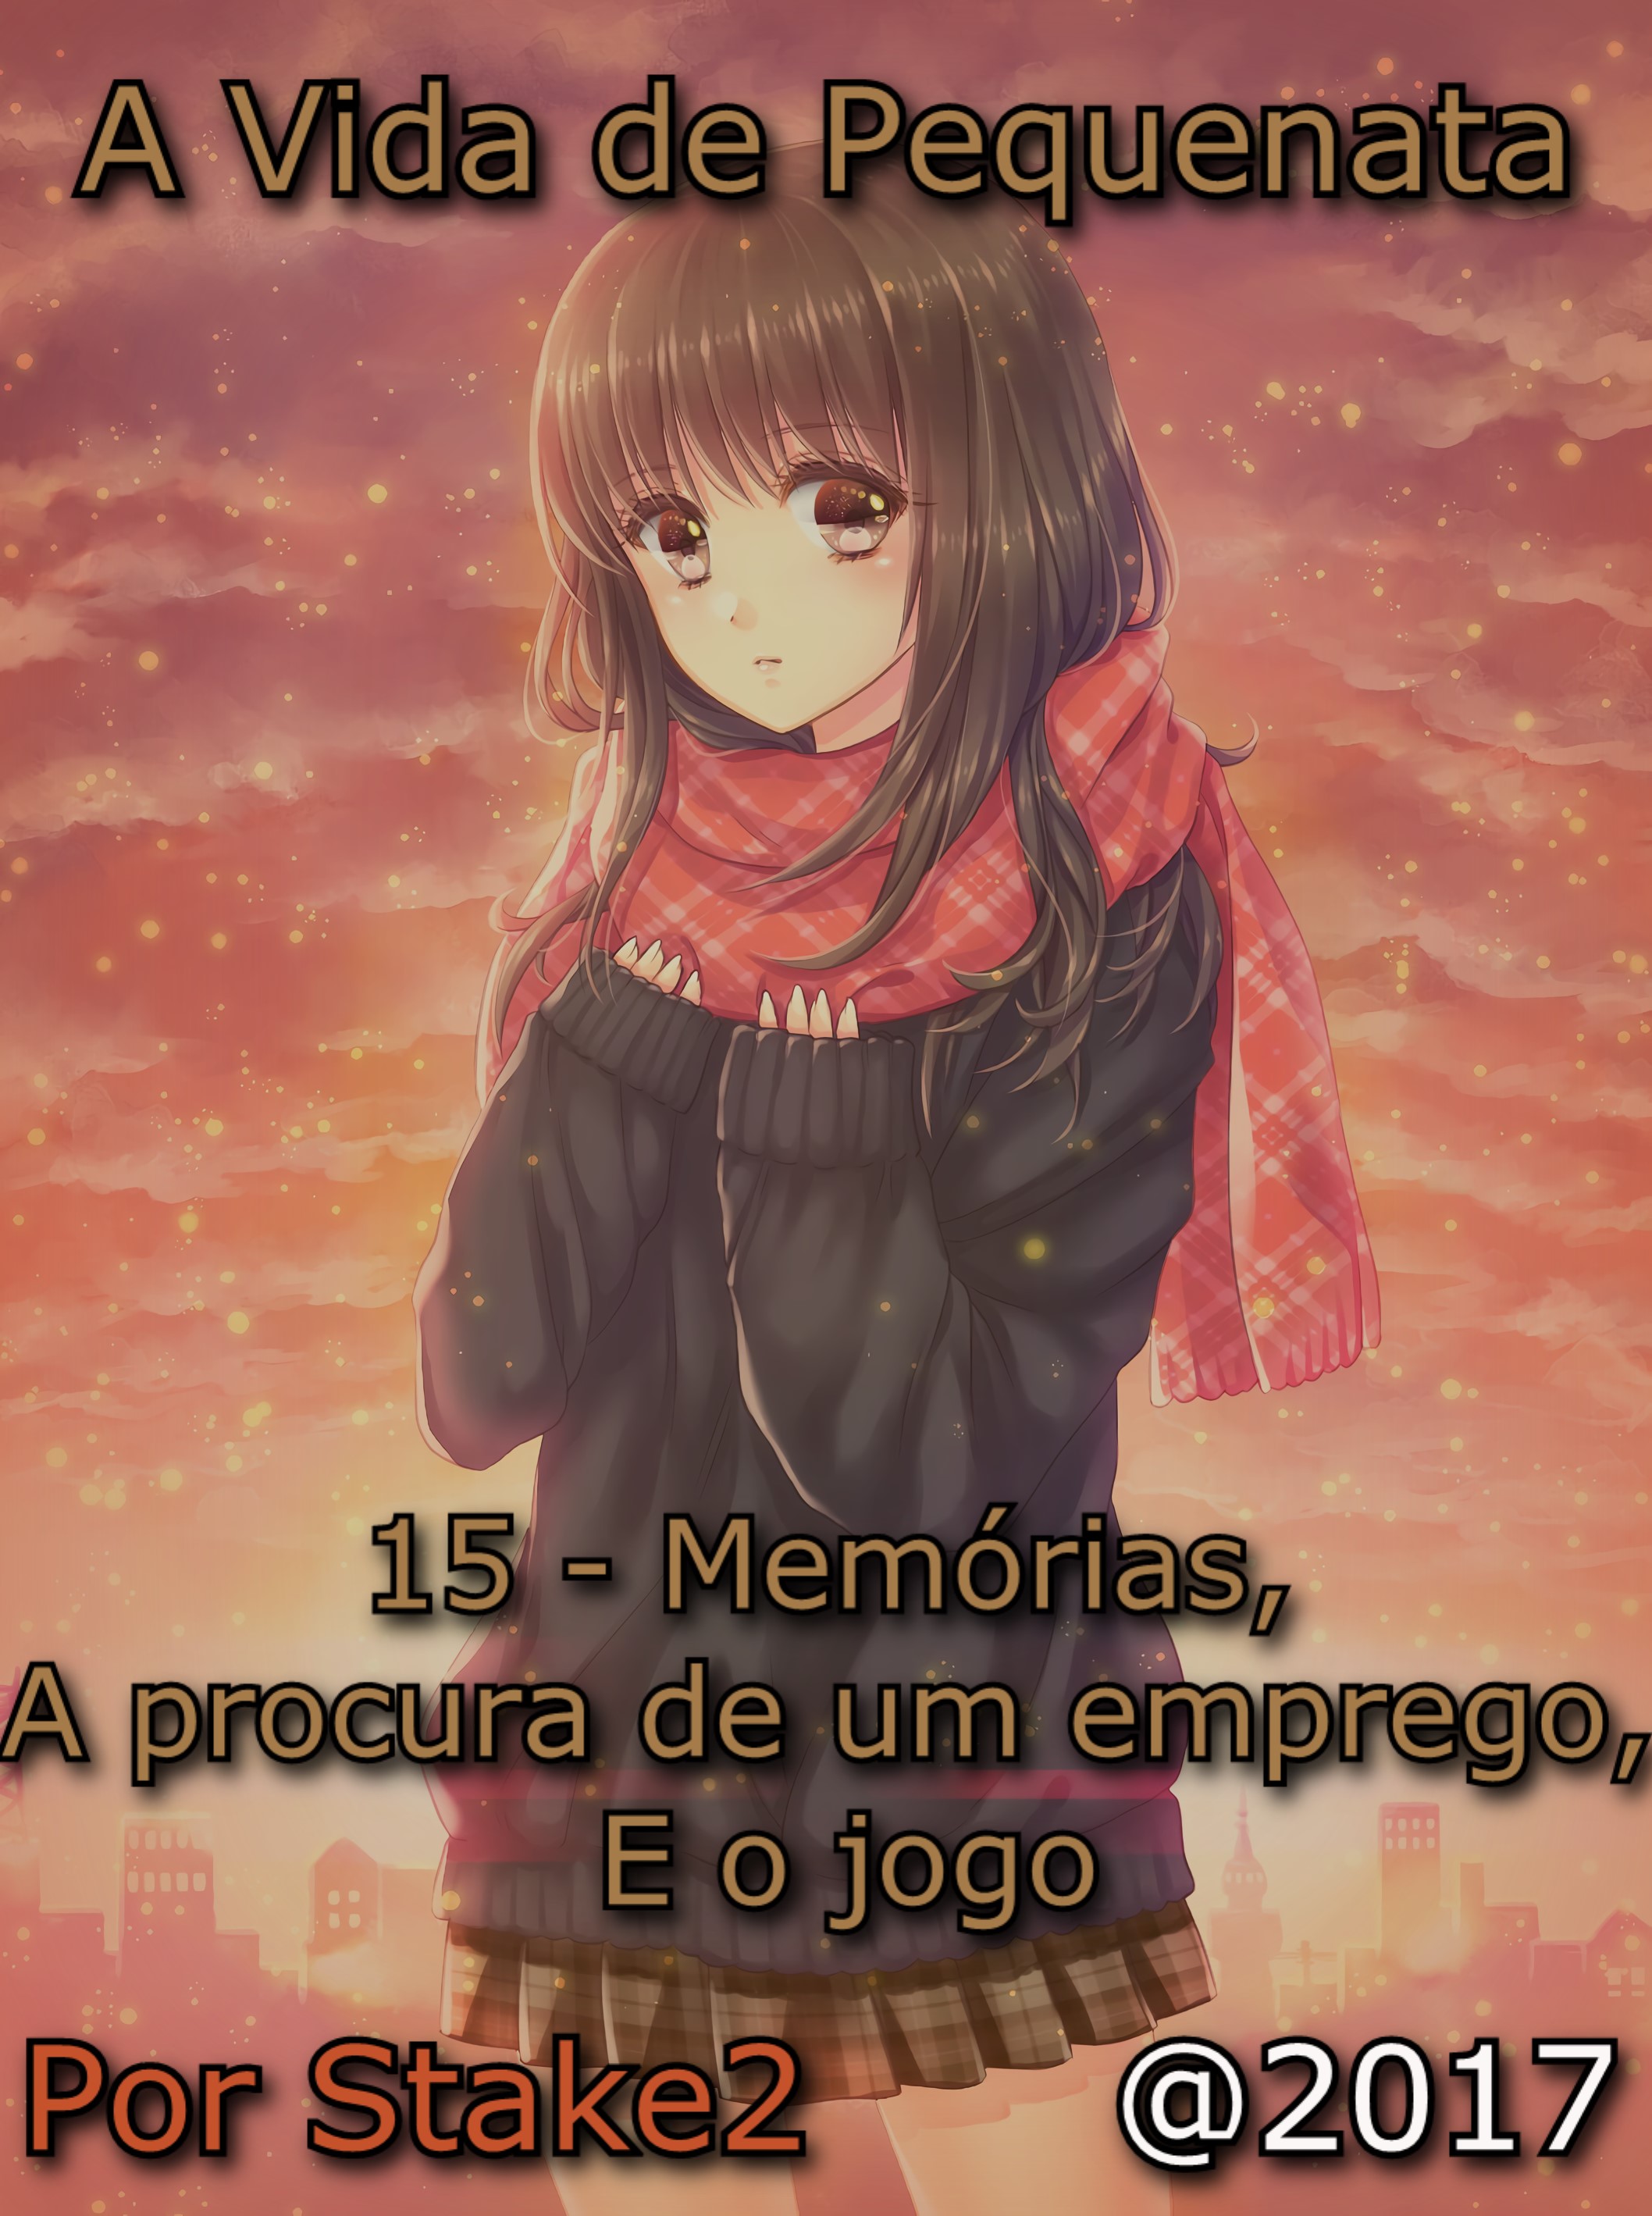 A Vida de Pequenata
15 - Memórias,
A procura de um emprego,
E o jogo
Por Stake2
@2017